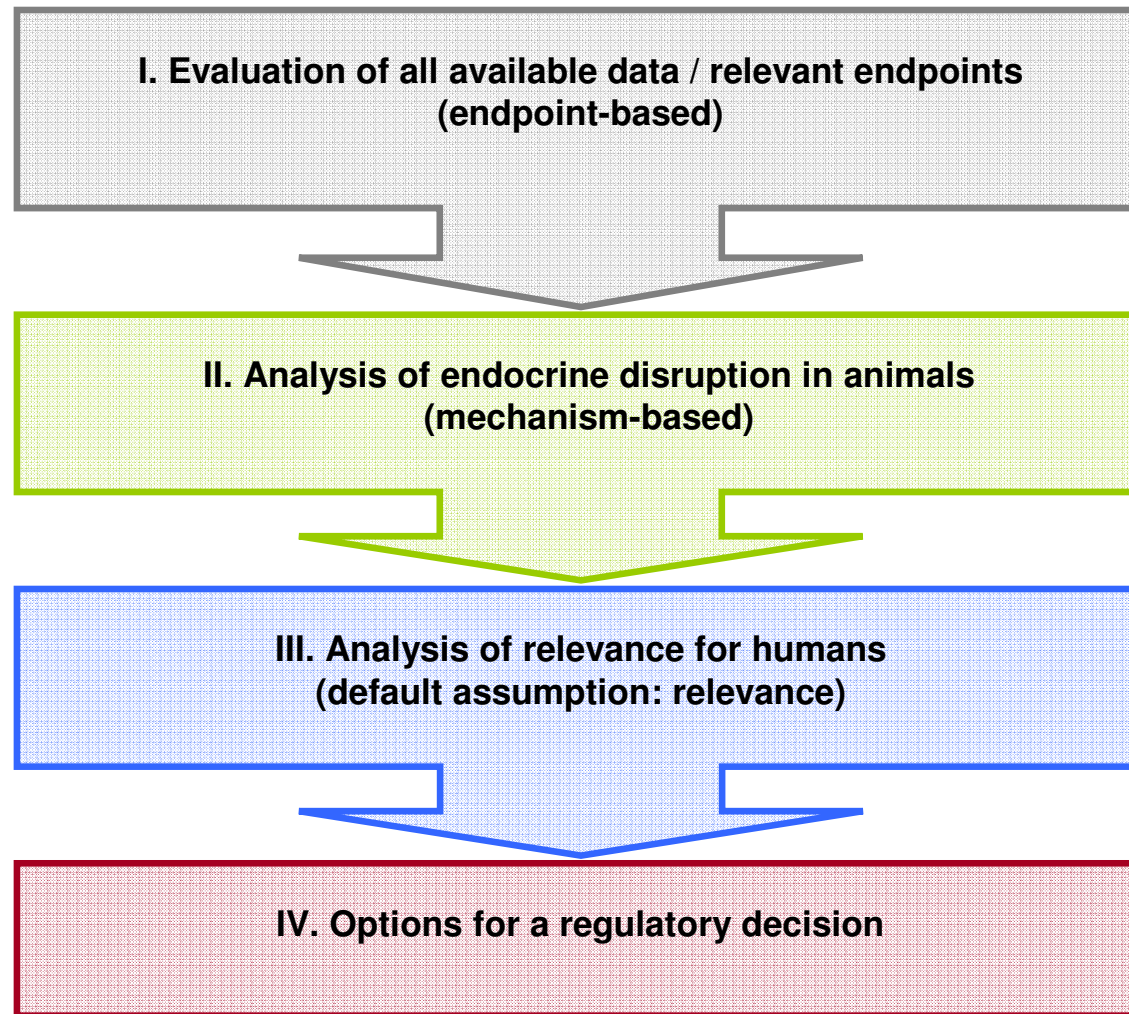 I. Evaluation of all available data / relevant endpoints
(endpoint-based)
II. Analysis of endocrine disruption in animals
(mechanism-based)
III. Analysis of relevance for humans
(default assumption: relevance)
IV. Options for a regulatory decision